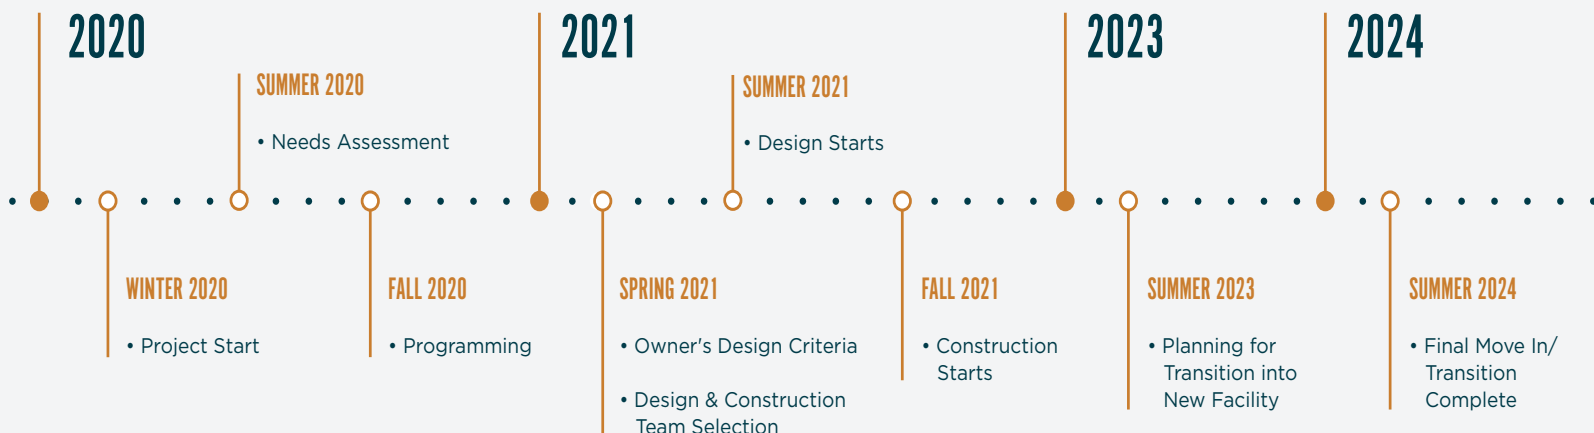 2020
2021
2023
2024
SUMMER 2020
• Needs Assessment
SUMMER 2021
• Design Starts
WINTER 2020
• Project Start
FALL 2020
• Programming
SPRING 2021
• Owner's Design Criteria
• Design & Construction
Team Selection
FALL 2021
• Construction
Starts
SUMMER 2023
• Planning for
Transition into
New Facility
SUMMER 2024
• Final Move In/
Transition
Complete